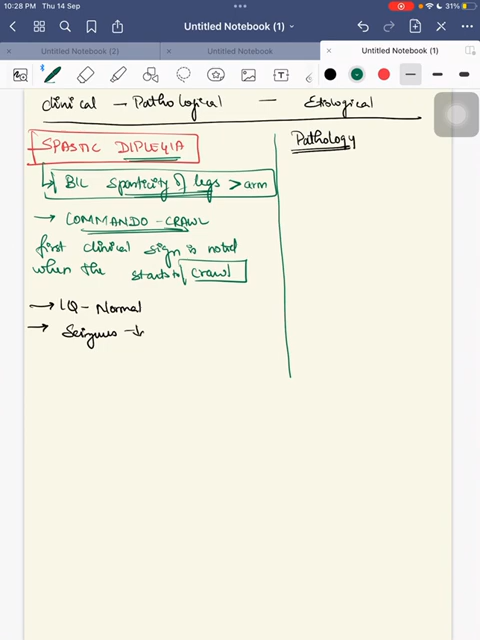 10:28 PM Thu 14 Sep
31%
Untitled Notebook (1)
Untitled Notebook (2)
Untitled Notebook
Untitled Notebook (1)
Clinical - Pathological - Etiological
SPASTIC DIPLEGIA
Pathology
BIL Spasticity of legs > arm
→ COMMANDO-CRAWL
first clinical sign is noted
when the starts to crawl
→ IQ - Normal
→ Seizures - ↓